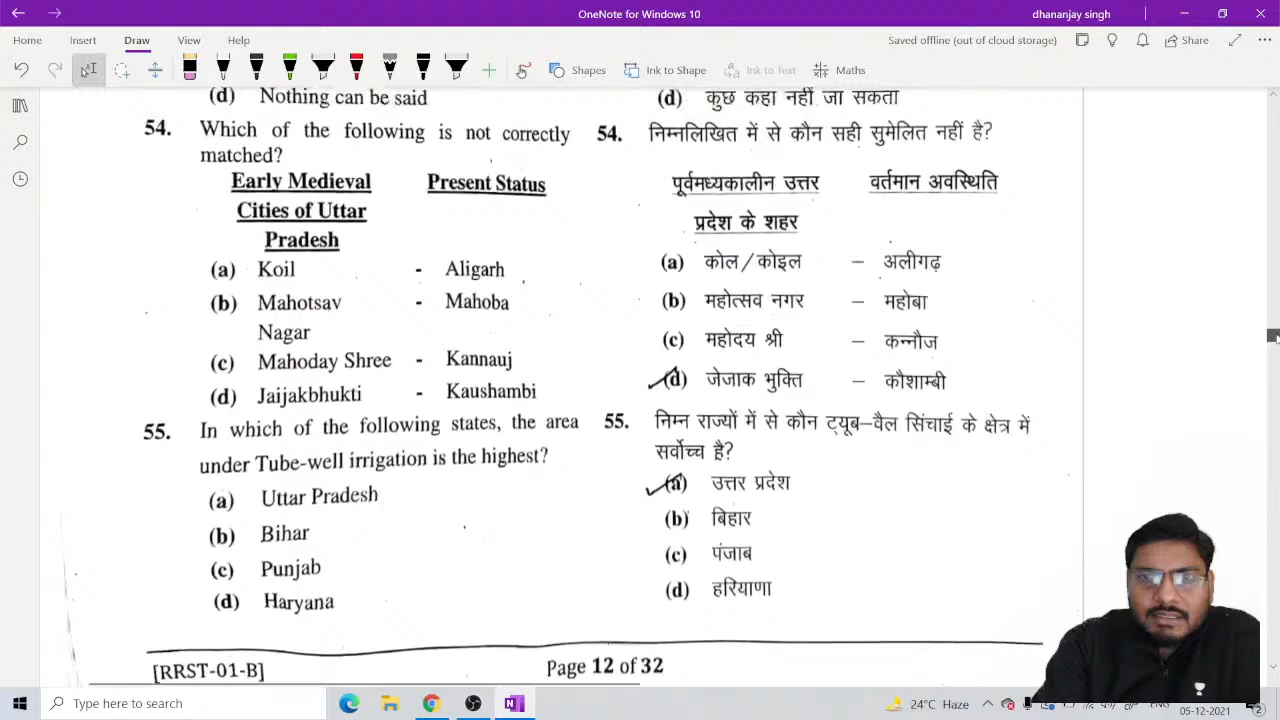 OneNote for Windows 10
dhananjay singh
Home Insert Draw View Help
Saved offline (out of cloud storage)
Share
Shapes Ink to Shape Ink to Text Maths
(d) Nothing can be said
54. Which of the following is not correctly
matched?
Early Medieval Present Status
Cities of Uttar
Pradesh
(a) Koil - Aligarh
(b) Mahotsav - Mahoba
Nagar
(c) Mahoday Shree - Kannauj
(d) Jaijakbhukti - Kaushambi
55. In which of the following states, the area
under Tube-well irrigation is the highest?
(a) Uttar Pradesh
(b) Bihar
(c) Punjab
(d) Haryana
(d) कुछ कहा नहीं जा सकता
54. निम्नलिखित में से कौन सही सुमेलित नहीं है?
पूर्वमध्यकालीन उत्तर वर्तमान अवस्थिति
प्रदेश के शहर
(a) कोल/कोइल – अलीगढ़
(b) महोत्सव नगर – महोबा
(c) महोदय श्री – कन्नौज
(d) जेजाक भुक्ति – कौशाम्बी
55. निम्न राज्यों में से कौन ट्यूब–वैल सिंचाई के क्षेत्र में
सर्वोच्च है?
(a) उत्तर प्रदेश
(b) बिहार
(c) पंजाब
(d) हरियाणा
[RRST-01-B] Page 12 of 32
Type here to search
24°C Haze
05-12-2021